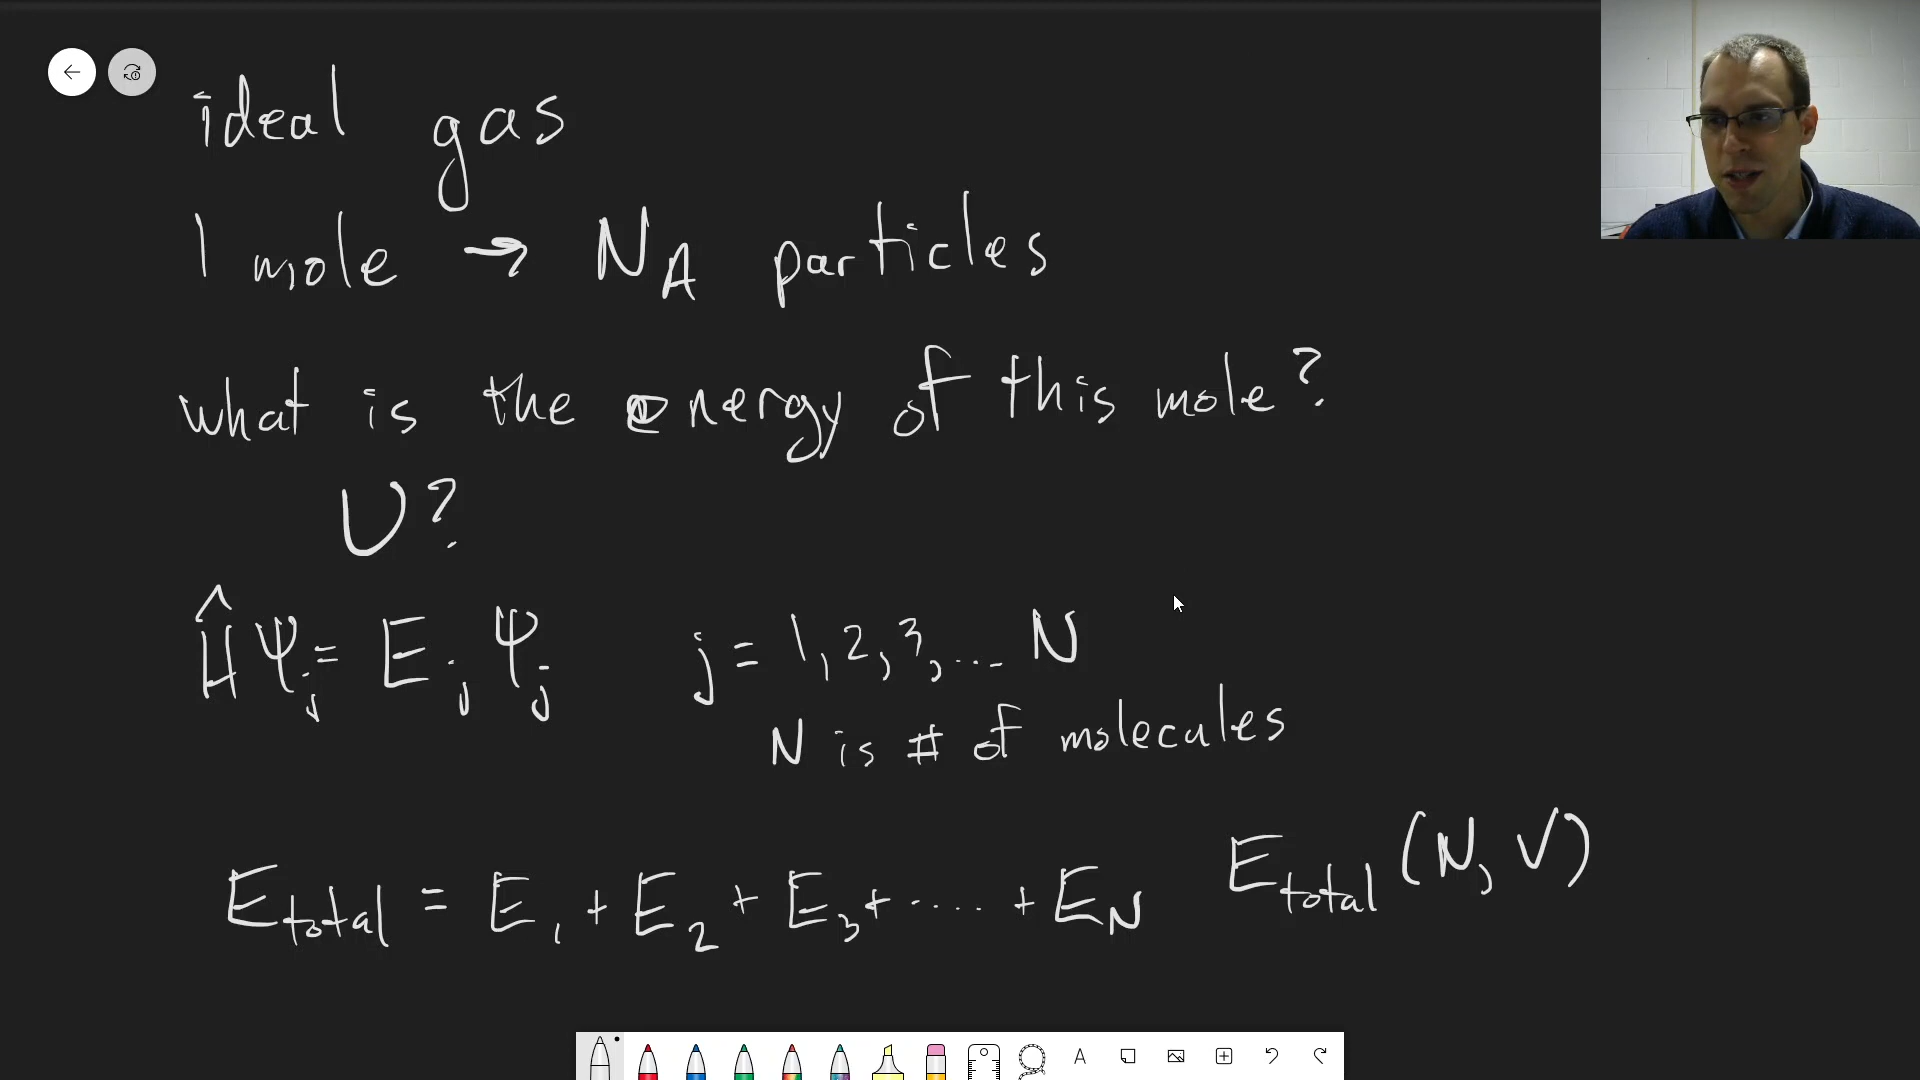 ideal gas
1 mole → N_A particles
what is the energy of this mole?
U?
ĤΨ_j = E_j Ψ_j j = 1, 2, 3, .... N
N is # of molecules
E_total = E_1 + E_2 + E_3 + ..... + E_N E_total (N, V)
A